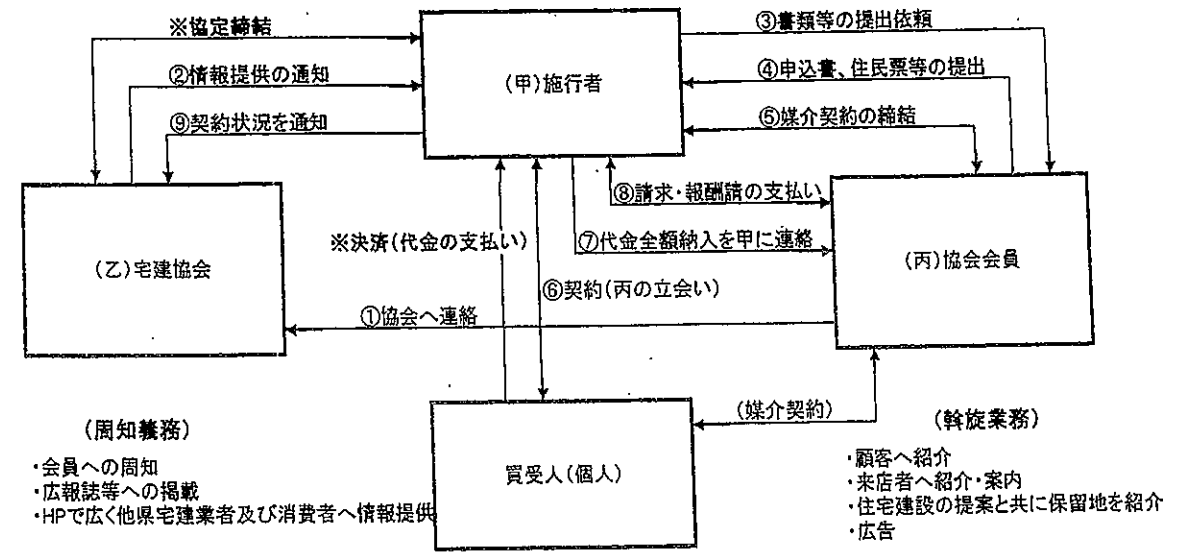 ※協定締結
②情報提供の通知
⑨契約状況を通知
(甲)施行者
③書類等の提出依頼
④申込書、住民票等の提出
⑤媒介契約の締結
⑧請求・報酬請の支払い
⑦代金全額納入を甲に連絡
※決済(代金の支払い)
⑥契約(丙の立会い)
①協会へ連絡
(乙)宅建協会
(丙)協会会員
(媒介契約)
買受人(個人)
(周知義務)
・会員への周知
・広報誌等への掲載
・HPで広く他県宅建業者及び消費者へ情報提供
(斡旋業務)
・顧客へ紹介
・来店者へ紹介・案内
・住宅建設の提案と共に保留地を紹介
・広告